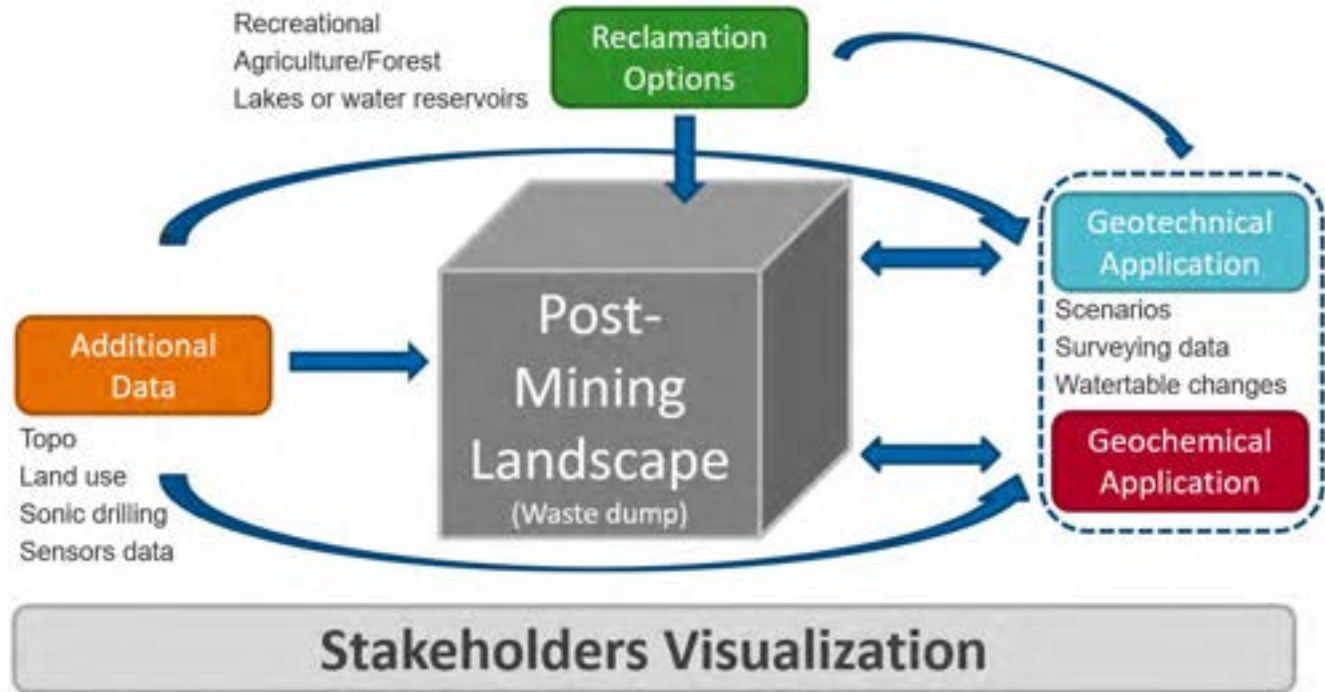 Recreational
Agriculture/Forest
Lakes or water reservoirs
Reclamation
Options
Additional
Data
Topo
Land use
Sonic drilling
Sensors data
Post-
Mining
Landscape
(Waste dump)
Geotechnical
Application
Scenarios
Surveying data
Watertable changes
Geochemical
Application
Stakeholders Visualization